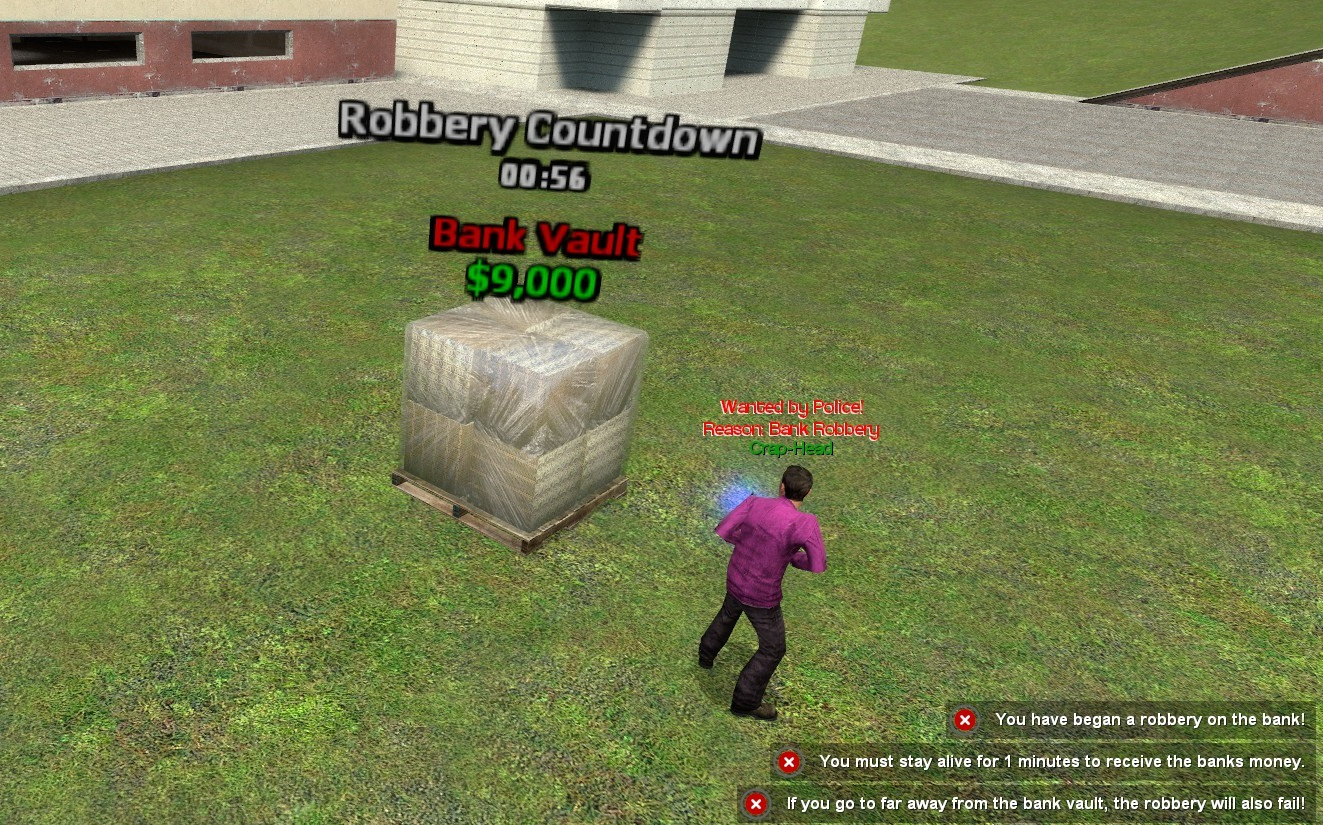 Robbery Countdown
00:56
Bank Vault
$9,000
Wanted by Police!
Reason: Bank Robbery
Crap-Head
You have began a robbery on the bank!
You must stay alive for 1 minutes to receive the banks money.
If you go to far away from the bank vault, the robbery will also fail!